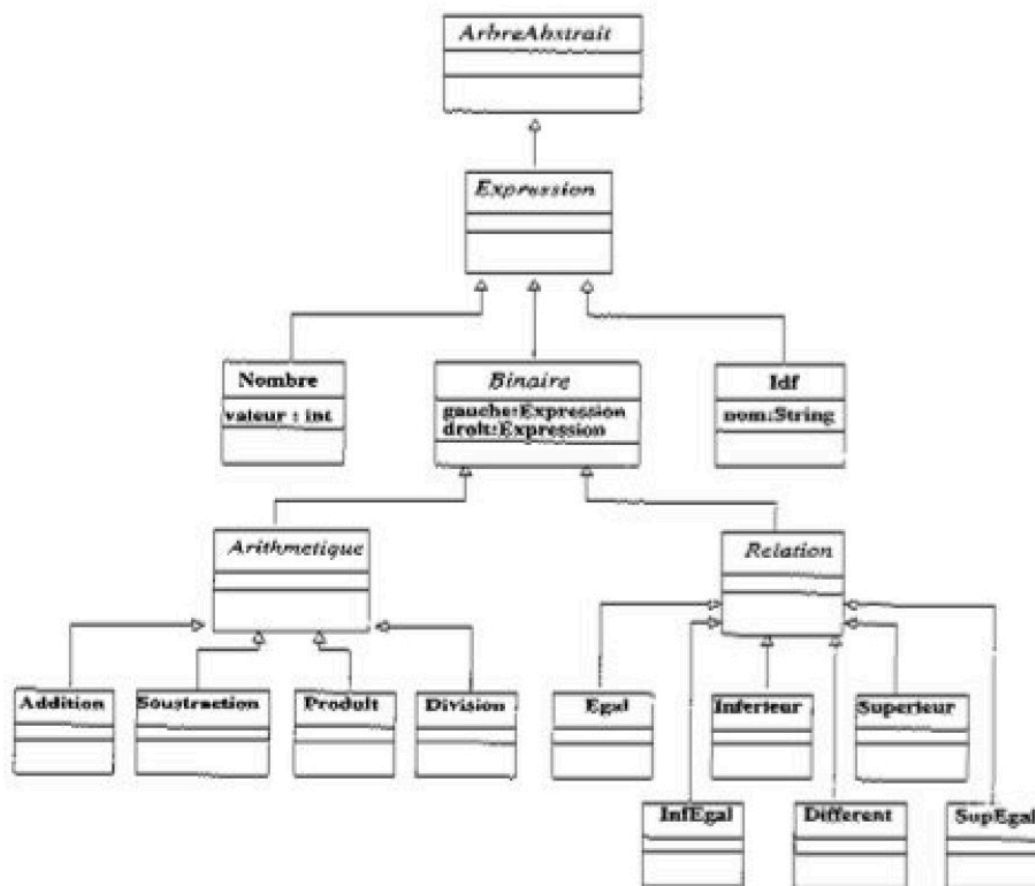 ArbreAbstrait
Expression
Nombre
valeur : int
Binaire
gauche:Expression
droit:Expression
Idf
nom:String
Arithmetique
Relation
Addition
Soustraction
Produit
Division
Egal
Inferieur
Superieur
InfEgal
Different
SupEgal